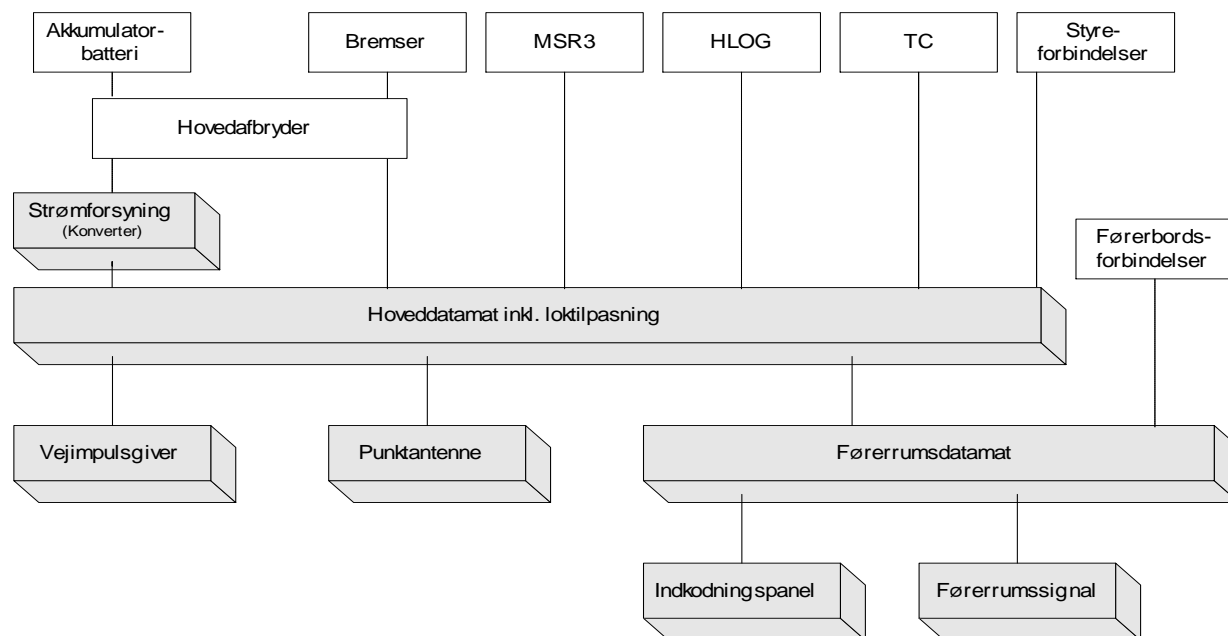 Akkumulator-
batteri
Bremser
MSR3
HLOG
TC
Styre-
forbindelser
Hovedafbryder
Strømforsyning
(Konverter)
Førerbords-
forbindelser
Hoveddatamat inkl. loktilpasning
Vejimpulsgiver
Punktantenne
Førerrumsdatamat
Indkodningspanel
Førerrumssignal